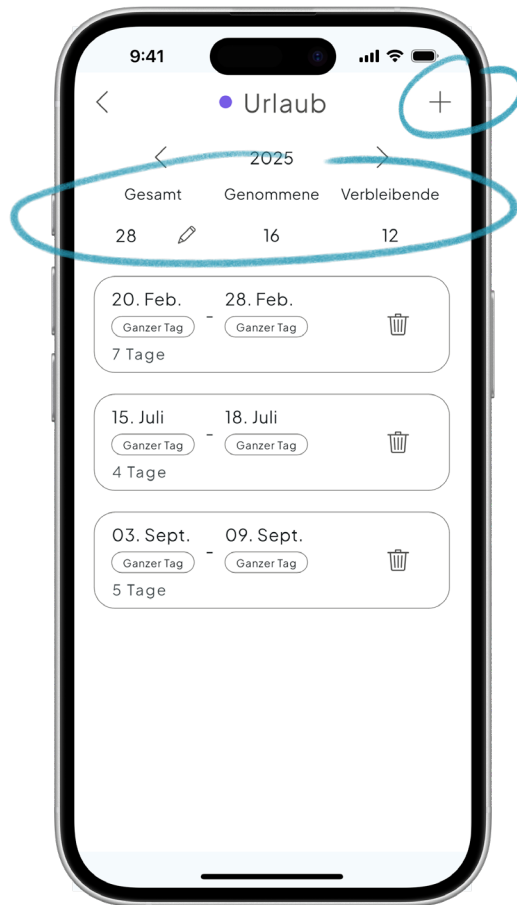 9:41
Urlaub
2025
Gesamt Genommene Verbleibende
28 16 12
20. Feb. - 28. Feb.
Ganzer Tag Ganzer Tag
7 Tage
15. Juli - 18. Juli
Ganzer Tag Ganzer Tag
4 Tage
03. Sept. - 09. Sept.
Ganzer Tag Ganzer Tag
5 Tage